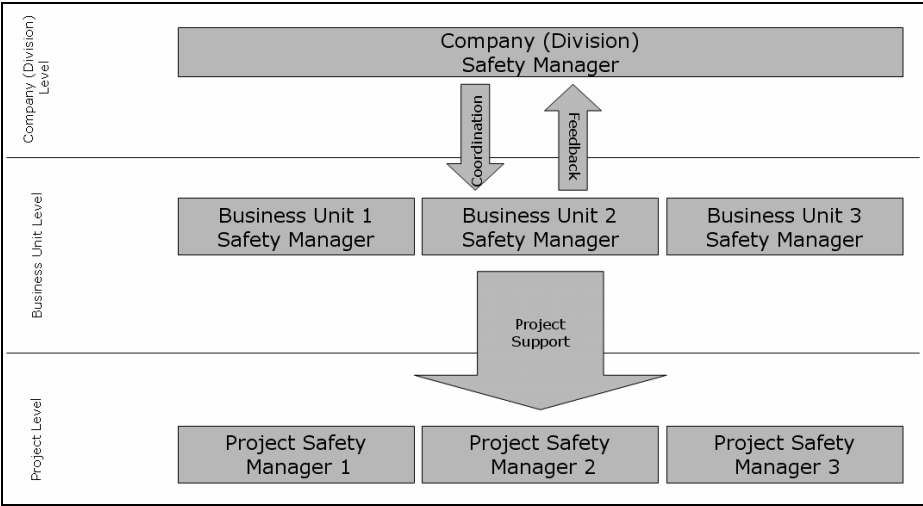 Company (Division)
Level
Company (Division)
Safety Manager
Coordination
Feedback
Business Unit Level
Business Unit 1
Safety Manager
Business Unit 2
Safety Manager
Business Unit 3
Safety Manager
Project
Support
Project Level
Project Safety
Manager 1
Project Safety
Manager 2
Project Safety
Manager 3